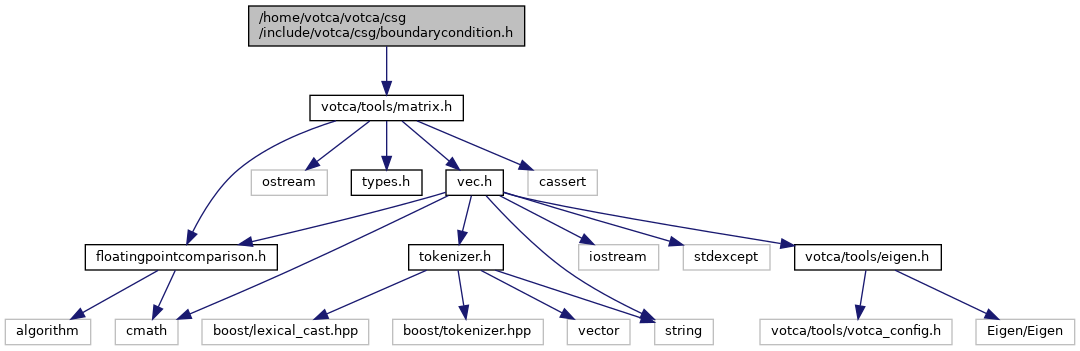 /home/votca/votca/csg
/include/votca/csg/boundarycondition.h
votca/tools/matrix.h
ostream
types.h
vec.h
cassert
floatingpointcomparison.h
tokenizer.h
iostream
stdexcept
votca/tools/eigen.h
algorithm
cmath
boost/lexical_cast.hpp
boost/tokenizer.hpp
vector
string
votca/tools/votca_config.h
Eigen/Eigen